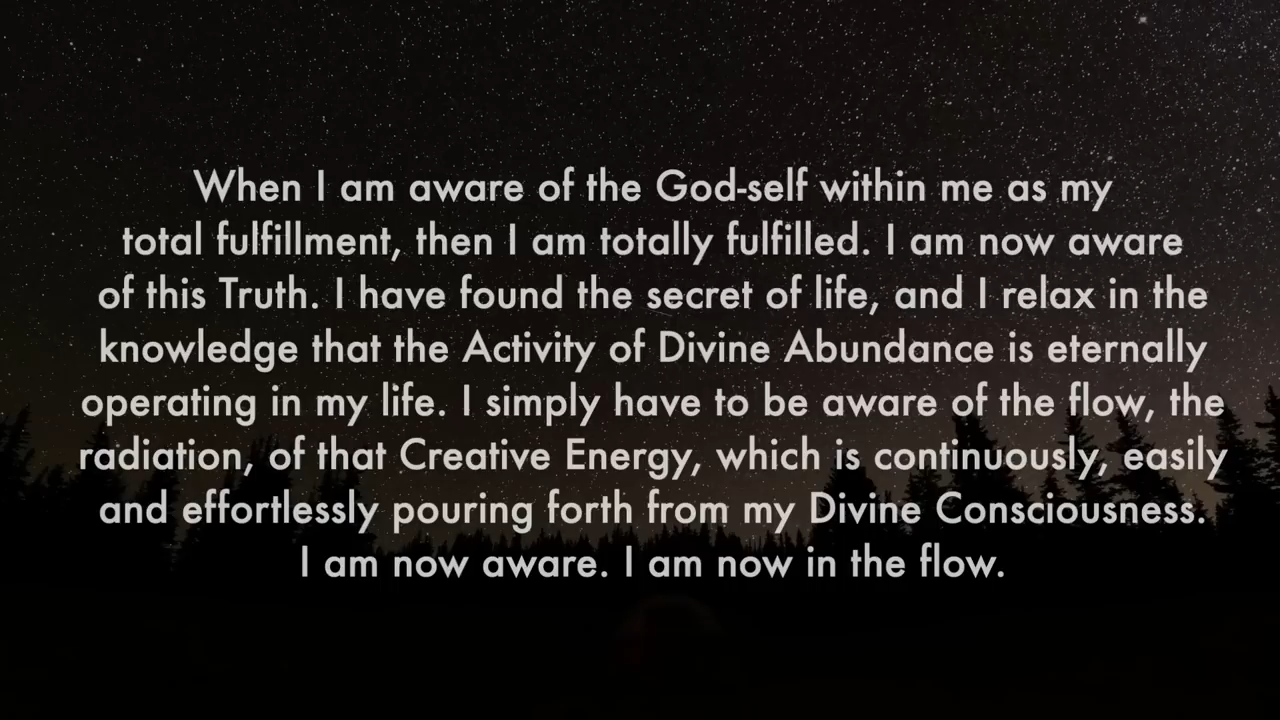 When I am aware of the God-self within me as my
total fulfillment, then I am totally fulfilled. I am now aware
of this Truth. I have found the secret of life, and I relax in the
knowledge that the Activity of Divine Abundance is eternally
operating in my life. I simply have to be aware of the flow, the
radiation, of that Creative Energy, which is continuously, easily
and effortlessly pouring forth from my Divine Consciousness.
I am now aware. I am now in the flow.